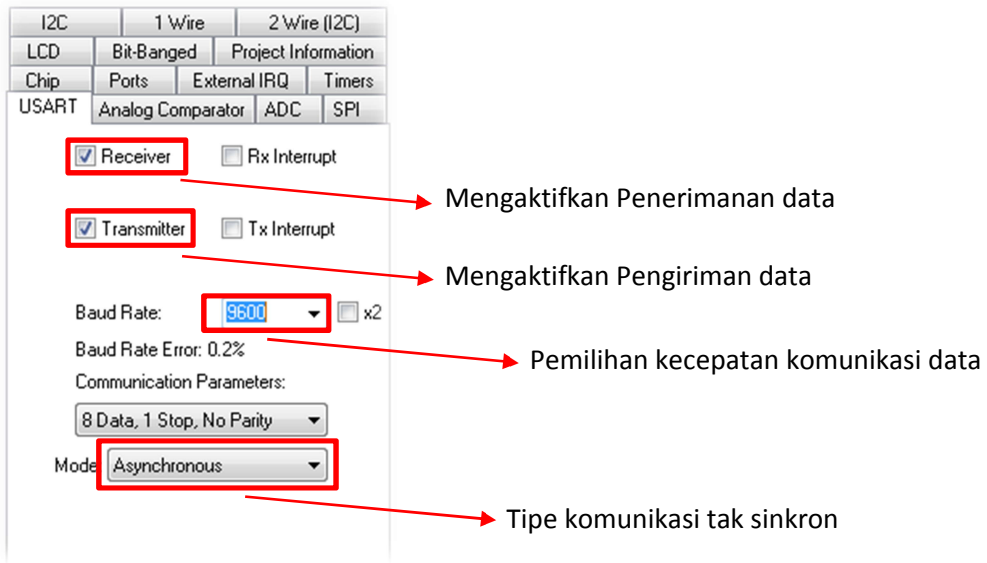 I2C 1 Wire 2 Wire (I2C)
LCD Bit-Banged Project Information
Chip Ports External IRQ Timers
USART Analog Comparator ADC SPI
Receiver Rx Interrupt
Mengaktifkan Penerimanan data
Transmitter Tx Interrupt
Mengaktifkan Pengiriman data
Baud Rate: 9600 x2
Baud Rate Error: 0.2%
Pemilihan kecepatan komunikasi data
Communication Parameters:
8 Data, 1 Stop, No Parity
Mode Asynchronous
Tipe komunikasi tak sinkron